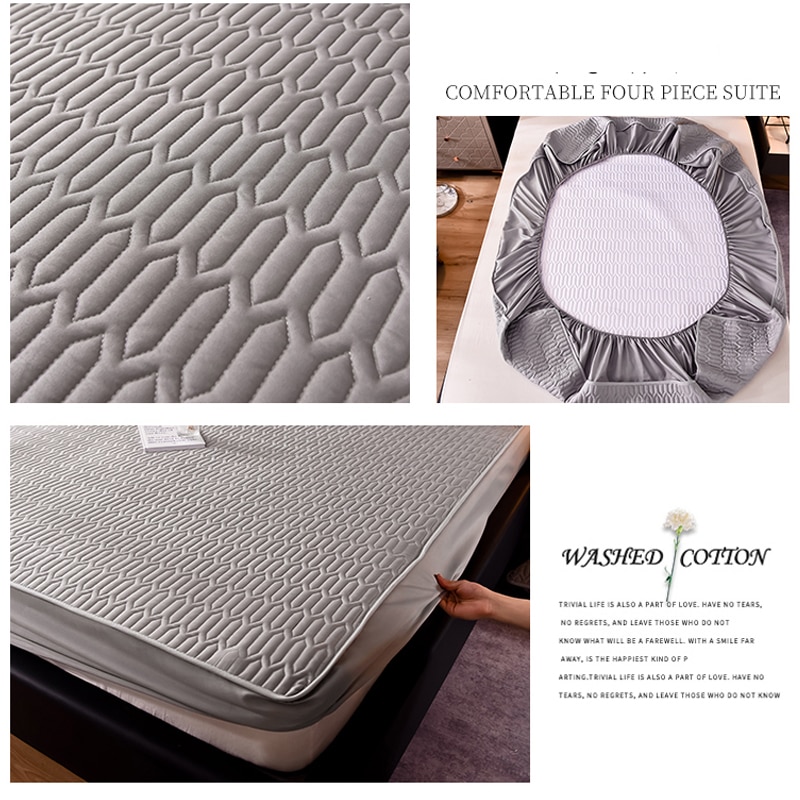 COMFORTABLE FOUR PIECE SUITE
WASHED COTTON
TRIVIAL LIFE IS ALSO A PART OF LOVE. HAVE NO TEARS,
NO REGRETS, AND LEAVE THOSE WHO DO NOT
KNOW WHAT WILL BE A FAREWELL. WITH A SMILE FAR
AWAY, IS THE HAPPIEST KIND OF P
ARTING.TRIVIAL LIFE IS ALSO A PART OF LOVE. HAVE NO
TEARS, NO REGRETS, AND LEAVE THOSE WHO DO NOT KNOW